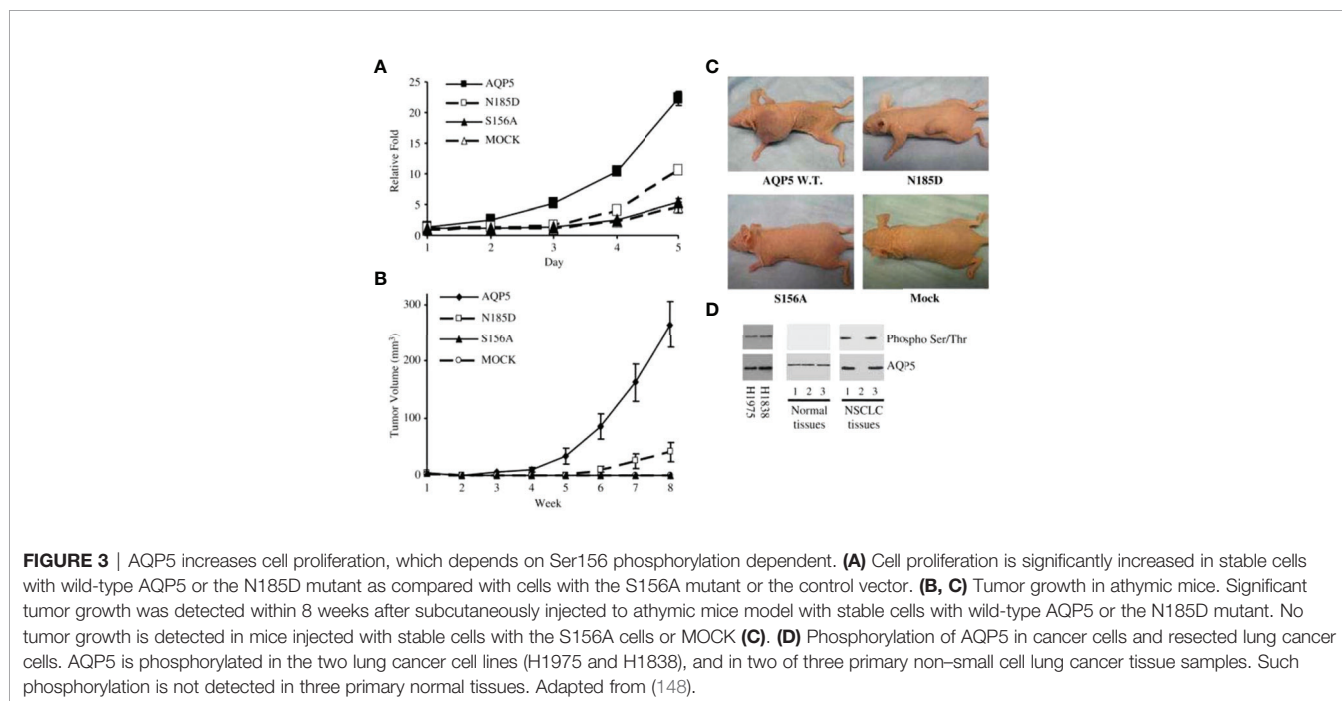 A
25
20
15
10
5
0
Relative Fold
AQP5
N185D
S156A
MOCK
1 2 3 4 5
Day
B
300
200
100
0
Tumor Volume (mm³)
AQP5
N185D
S156A
MOCK
1 2 3 4 5 6 7 8
Week
C
AQP5 W.T.
N185D
S156A
Mock
D
Phospho Ser/Thr
AQP5
H1975
H1838
1 2 3
Normal
tissues
1 2 3
NSCLC
tissues
FIGURE 3 | AQP5 increases cell proliferation, which depends on Ser156 phosphorylation dependent. (A) Cell proliferation is significantly increased in stable cells
with wild-type AQP5 or the N185D mutant as compared with cells with the S156A mutant or the control vector. (B, C) Tumor growth in athymic mice. Significant
tumor growth was detected within 8 weeks after subcutaneously injected to athymic mice model with stable cells with wild-type AQP5 or the N185D mutant. No
tumor growth is detected in mice injected with stable cells with the S156A cells or MOCK (C). (D) Phosphorylation of AQP5 in cancer cells and resected lung cancer
cells. AQP5 is phosphorylated in the two lung cancer cell lines (H1975 and H1838), and in two of three primary non–small cell lung cancer tissue samples. Such
phosphorylation is not detected in three primary normal tissues. Adapted from (148).